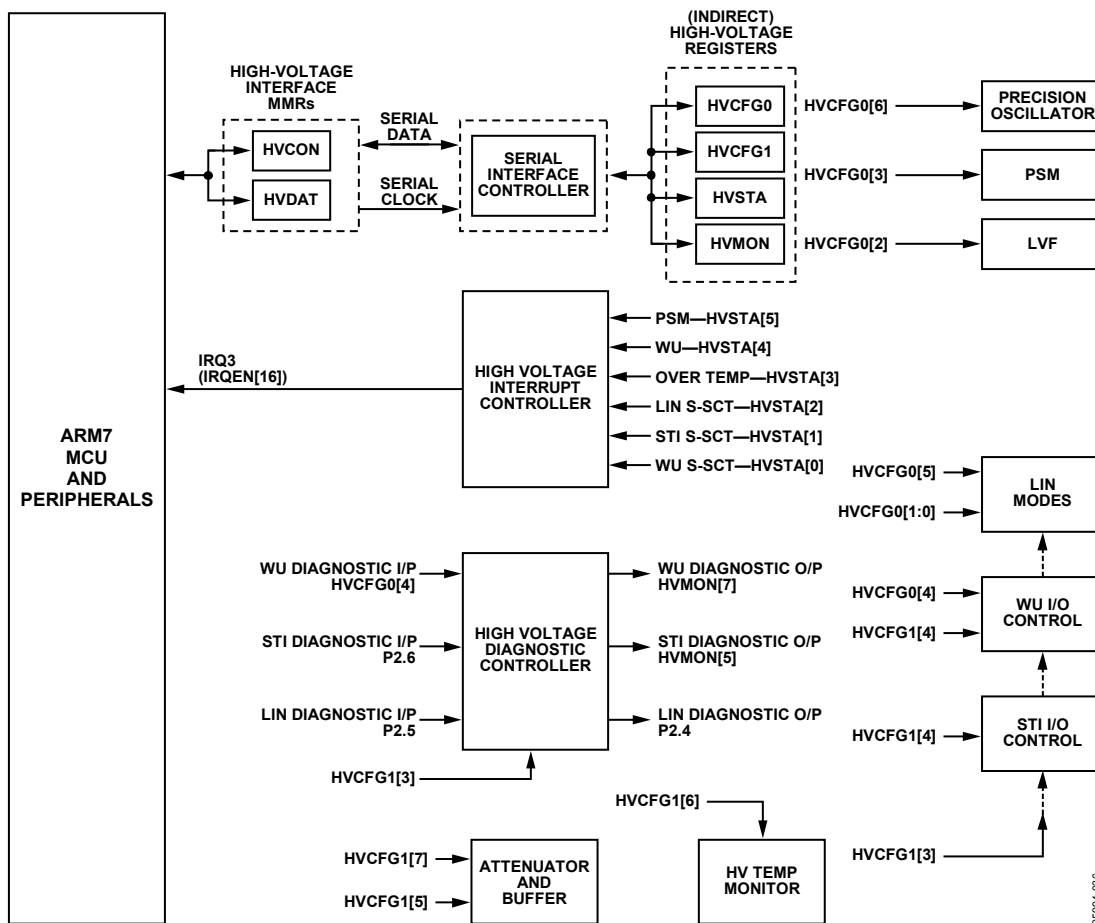 (INDIRECT)
HIGH-VOLTAGE
REGISTERS
HIGH-VOLTAGE
INTERFACE
MMRs
HVCON
HVDAT
SERIAL
DATA
SERIAL
CLOCK
SERIAL
INTERFACE
CONTROLLER
HVCFG0
HVCFG1
HVSTA
HVMON
HVCFG0[6]
PRECISION
OSCILLATOR
HVCFG0[3]
PSM
HVCFG0[2]
LVF
ARM7
MCU
AND
PERIPHERALS
IRQ3
(IRQEN[16])
HIGH VOLTAGE
INTERRUPT
CONTROLLER
PSM—HVSTA[5]
WU—HVSTA[4]
OVER TEMP—HVSTA[3]
LIN S-SCT—HVSTA[2]
STI S-SCT—HVSTA[1]
WU S-SCT—HVSTA[0]
HVCFG0[5]
HVCFG0[1:0]
LIN
MODES
WU DIAGNOSTIC I/P
HVCFG0[4]
STI DIAGNOSTIC I/P
P2.6
LIN DIAGNOSTIC I/P
P2.5
HIGH VOLTAGE
DIAGNOSTIC
CONTROLLER
WU DIAGNOSTIC O/P
HVMON[7]
STI DIAGNOSTIC O/P
HVMON[5]
LIN DIAGNOSTIC O/P
P2.4
HVCFG1[3]
HVCFG0[4]
HVCFG1[4]
WU I/O
CONTROL
HVCFG1[4]
STI I/O
CONTROL
HVCFG1[3]
HVCFG1[7]
HVCFG1[5]
ATTENUATOR
AND
BUFFER
HVCFG1[6]
HV TEMP
MONITOR